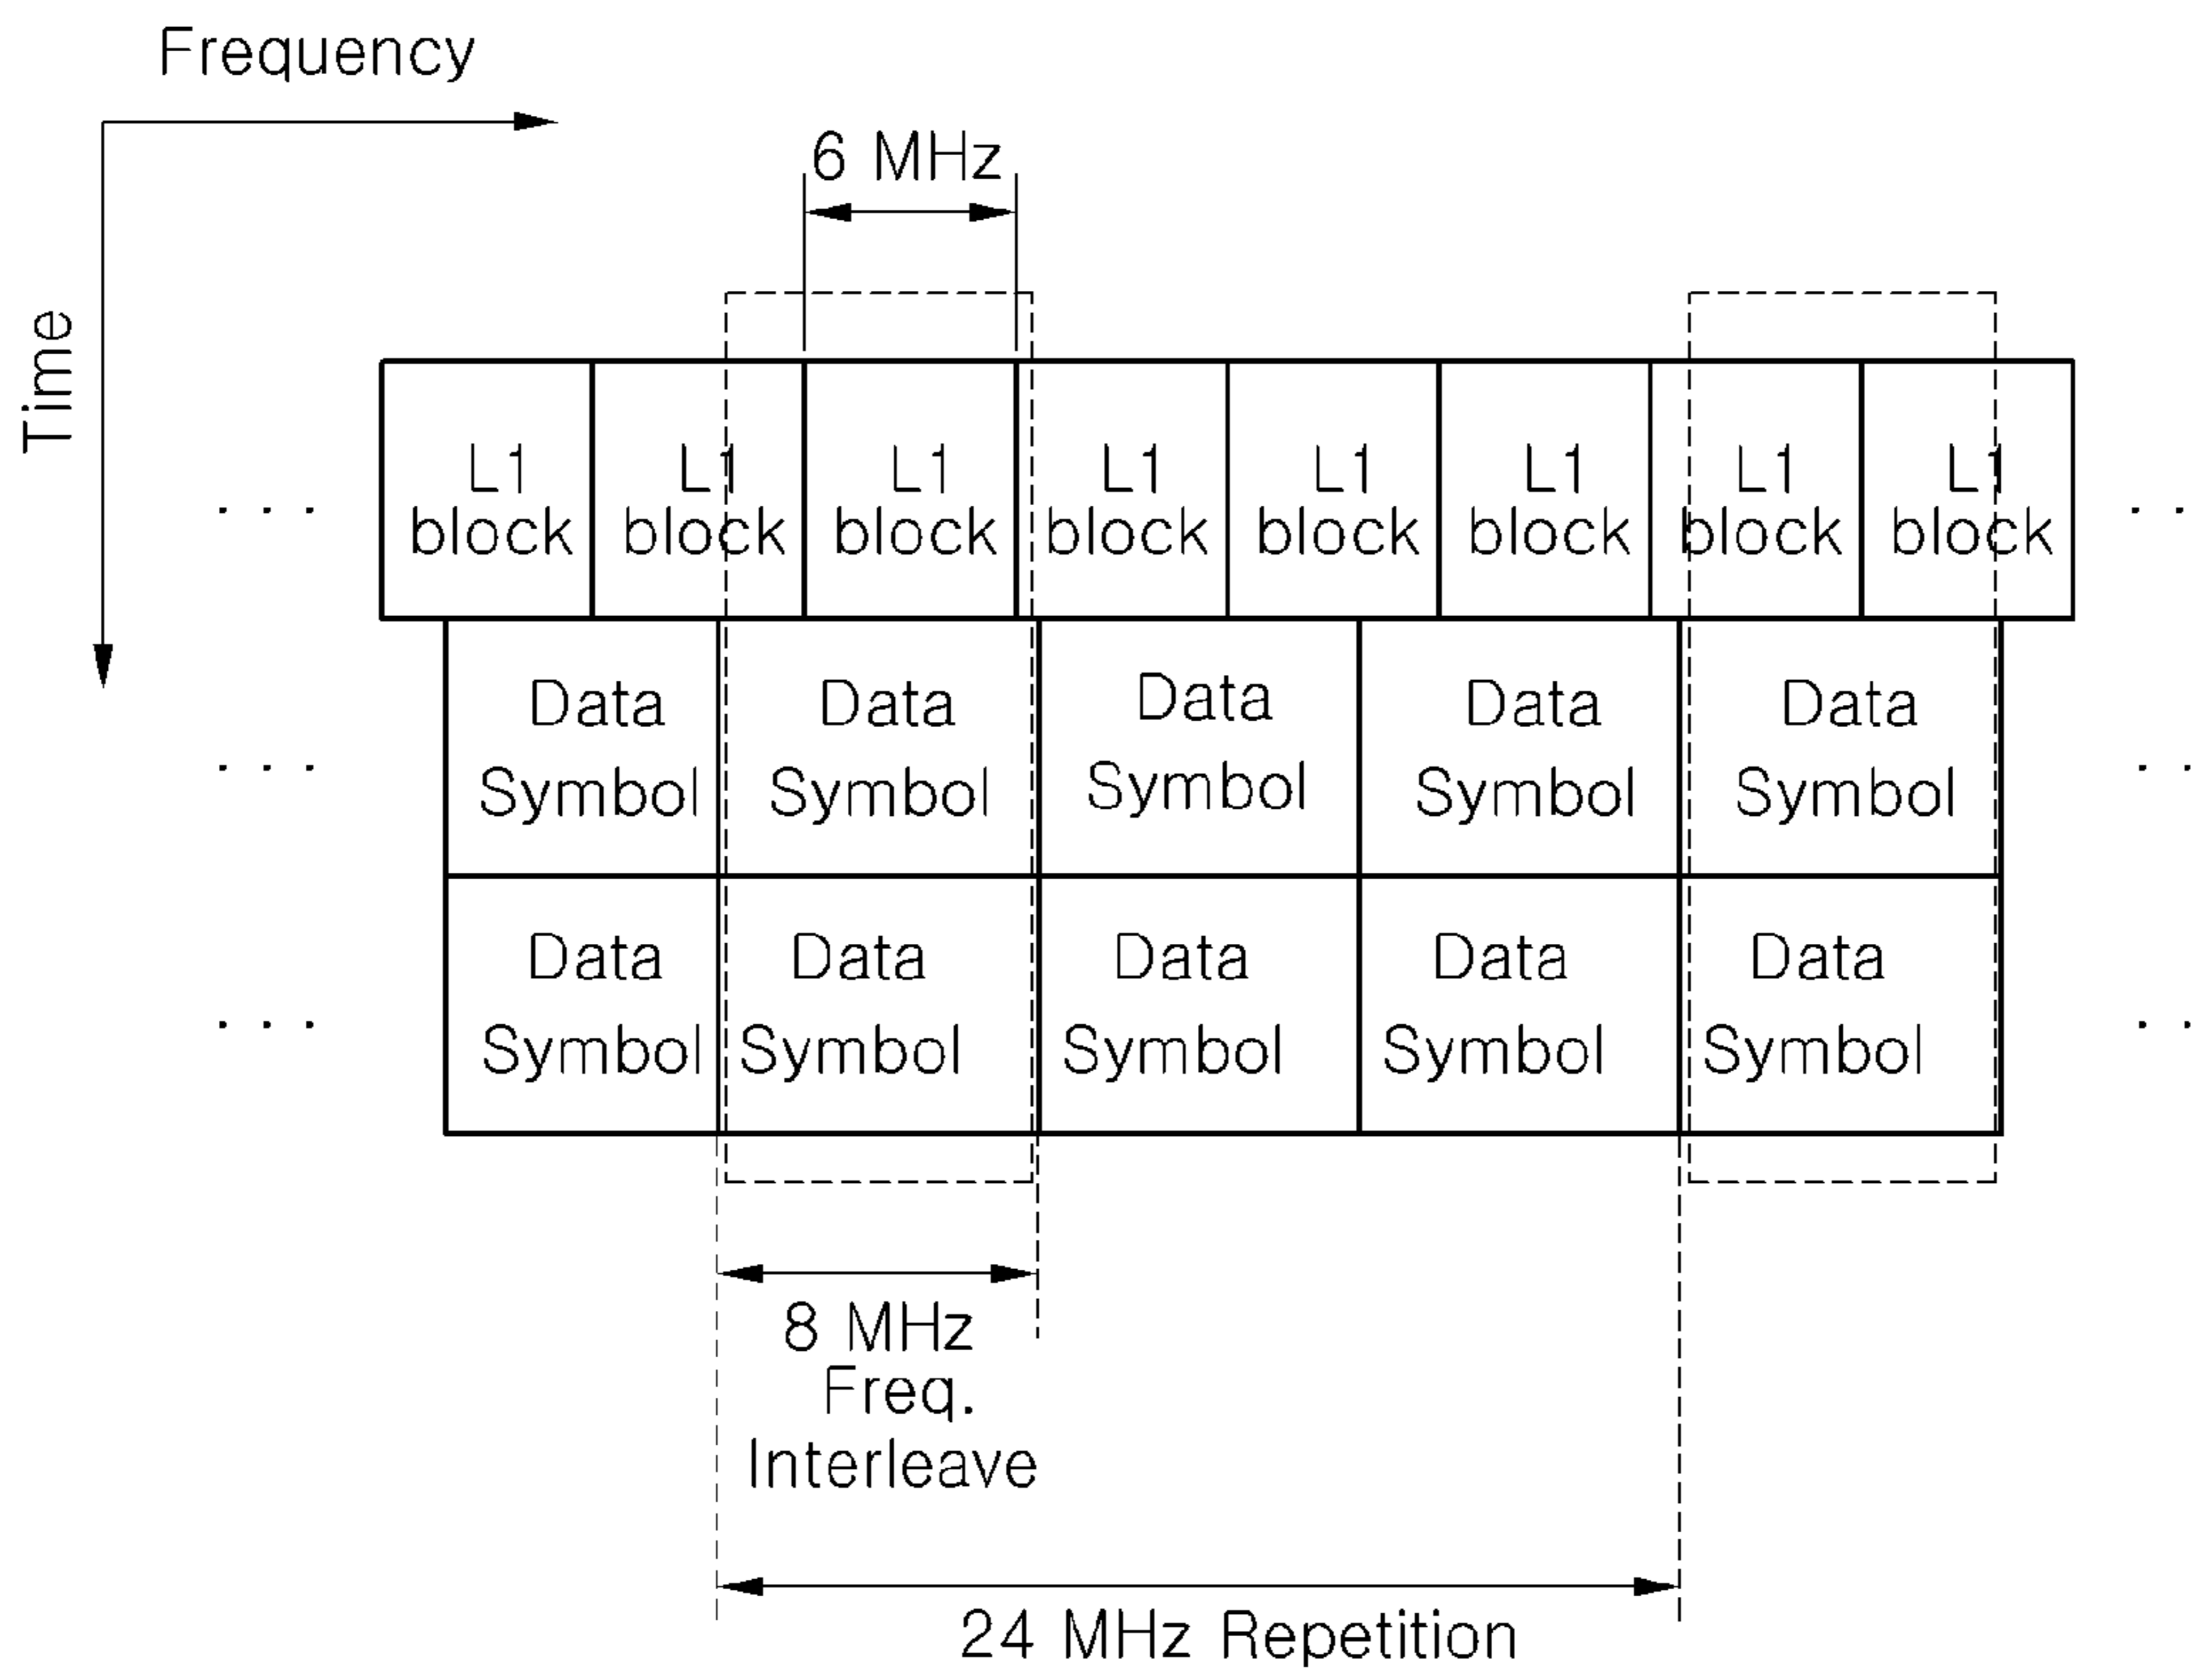 Frequency
6 MHz
Time
L1 L1 L1 L1 L1 L1 L1 L1
... block block block block block block block block ..
Data Data Data Data Data
... Symbol Symbol Symbol Symbol Symbol ..
Data Data Data Data Data
... Symbol Symbol Symbol Symbol Symbol ..
8 MHz
Freq.
Interleave
24 MHz Repetition